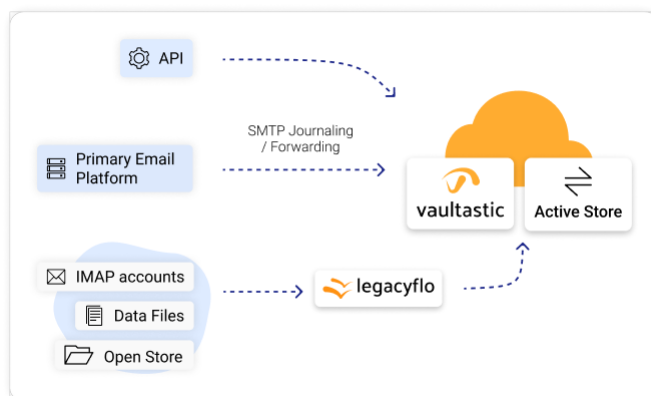 API
SMTP Journaling
/ Forwarding
Primary Email
Platform
vaultastic
Active Store
IMAP accounts
Data Files
Open Store
legacyflo